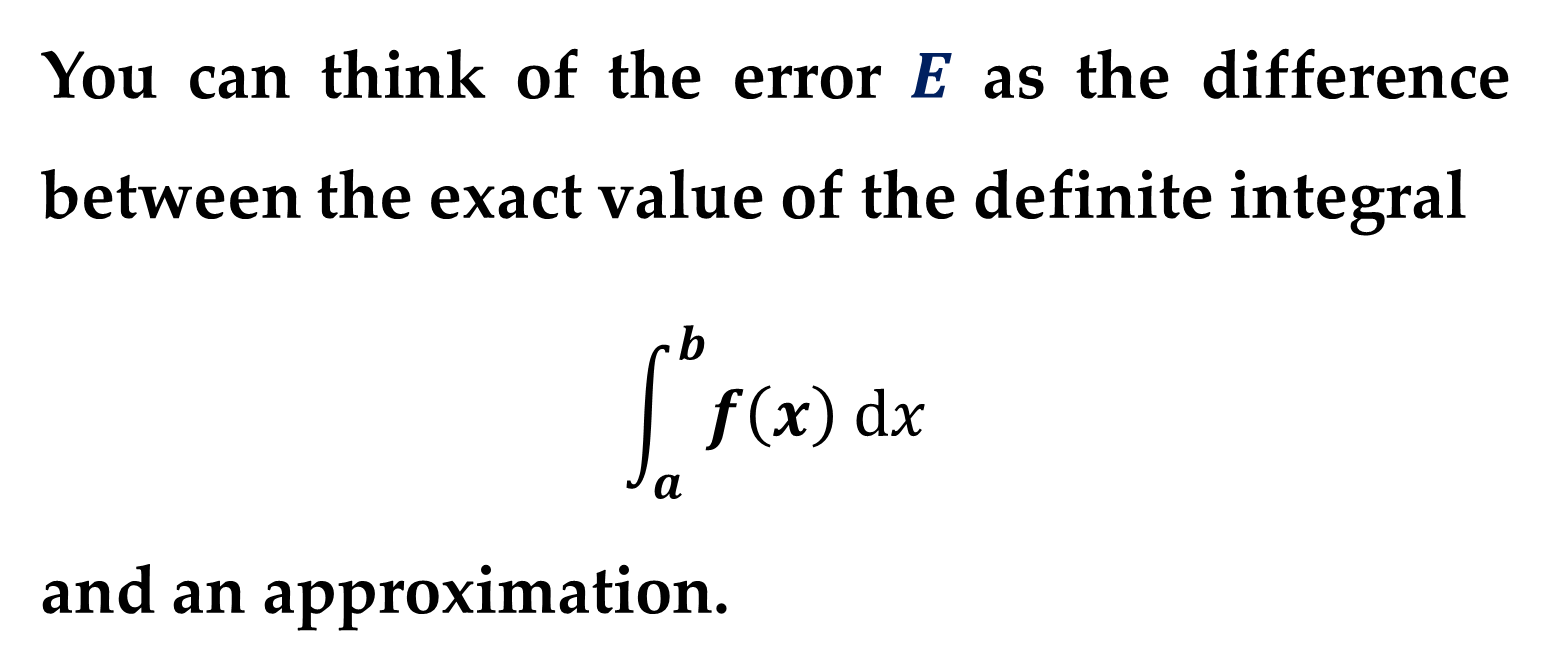 You can think of the error E as the difference
between the exact value of the definite integral
∫_a^b f(x) dx
and an approximation.